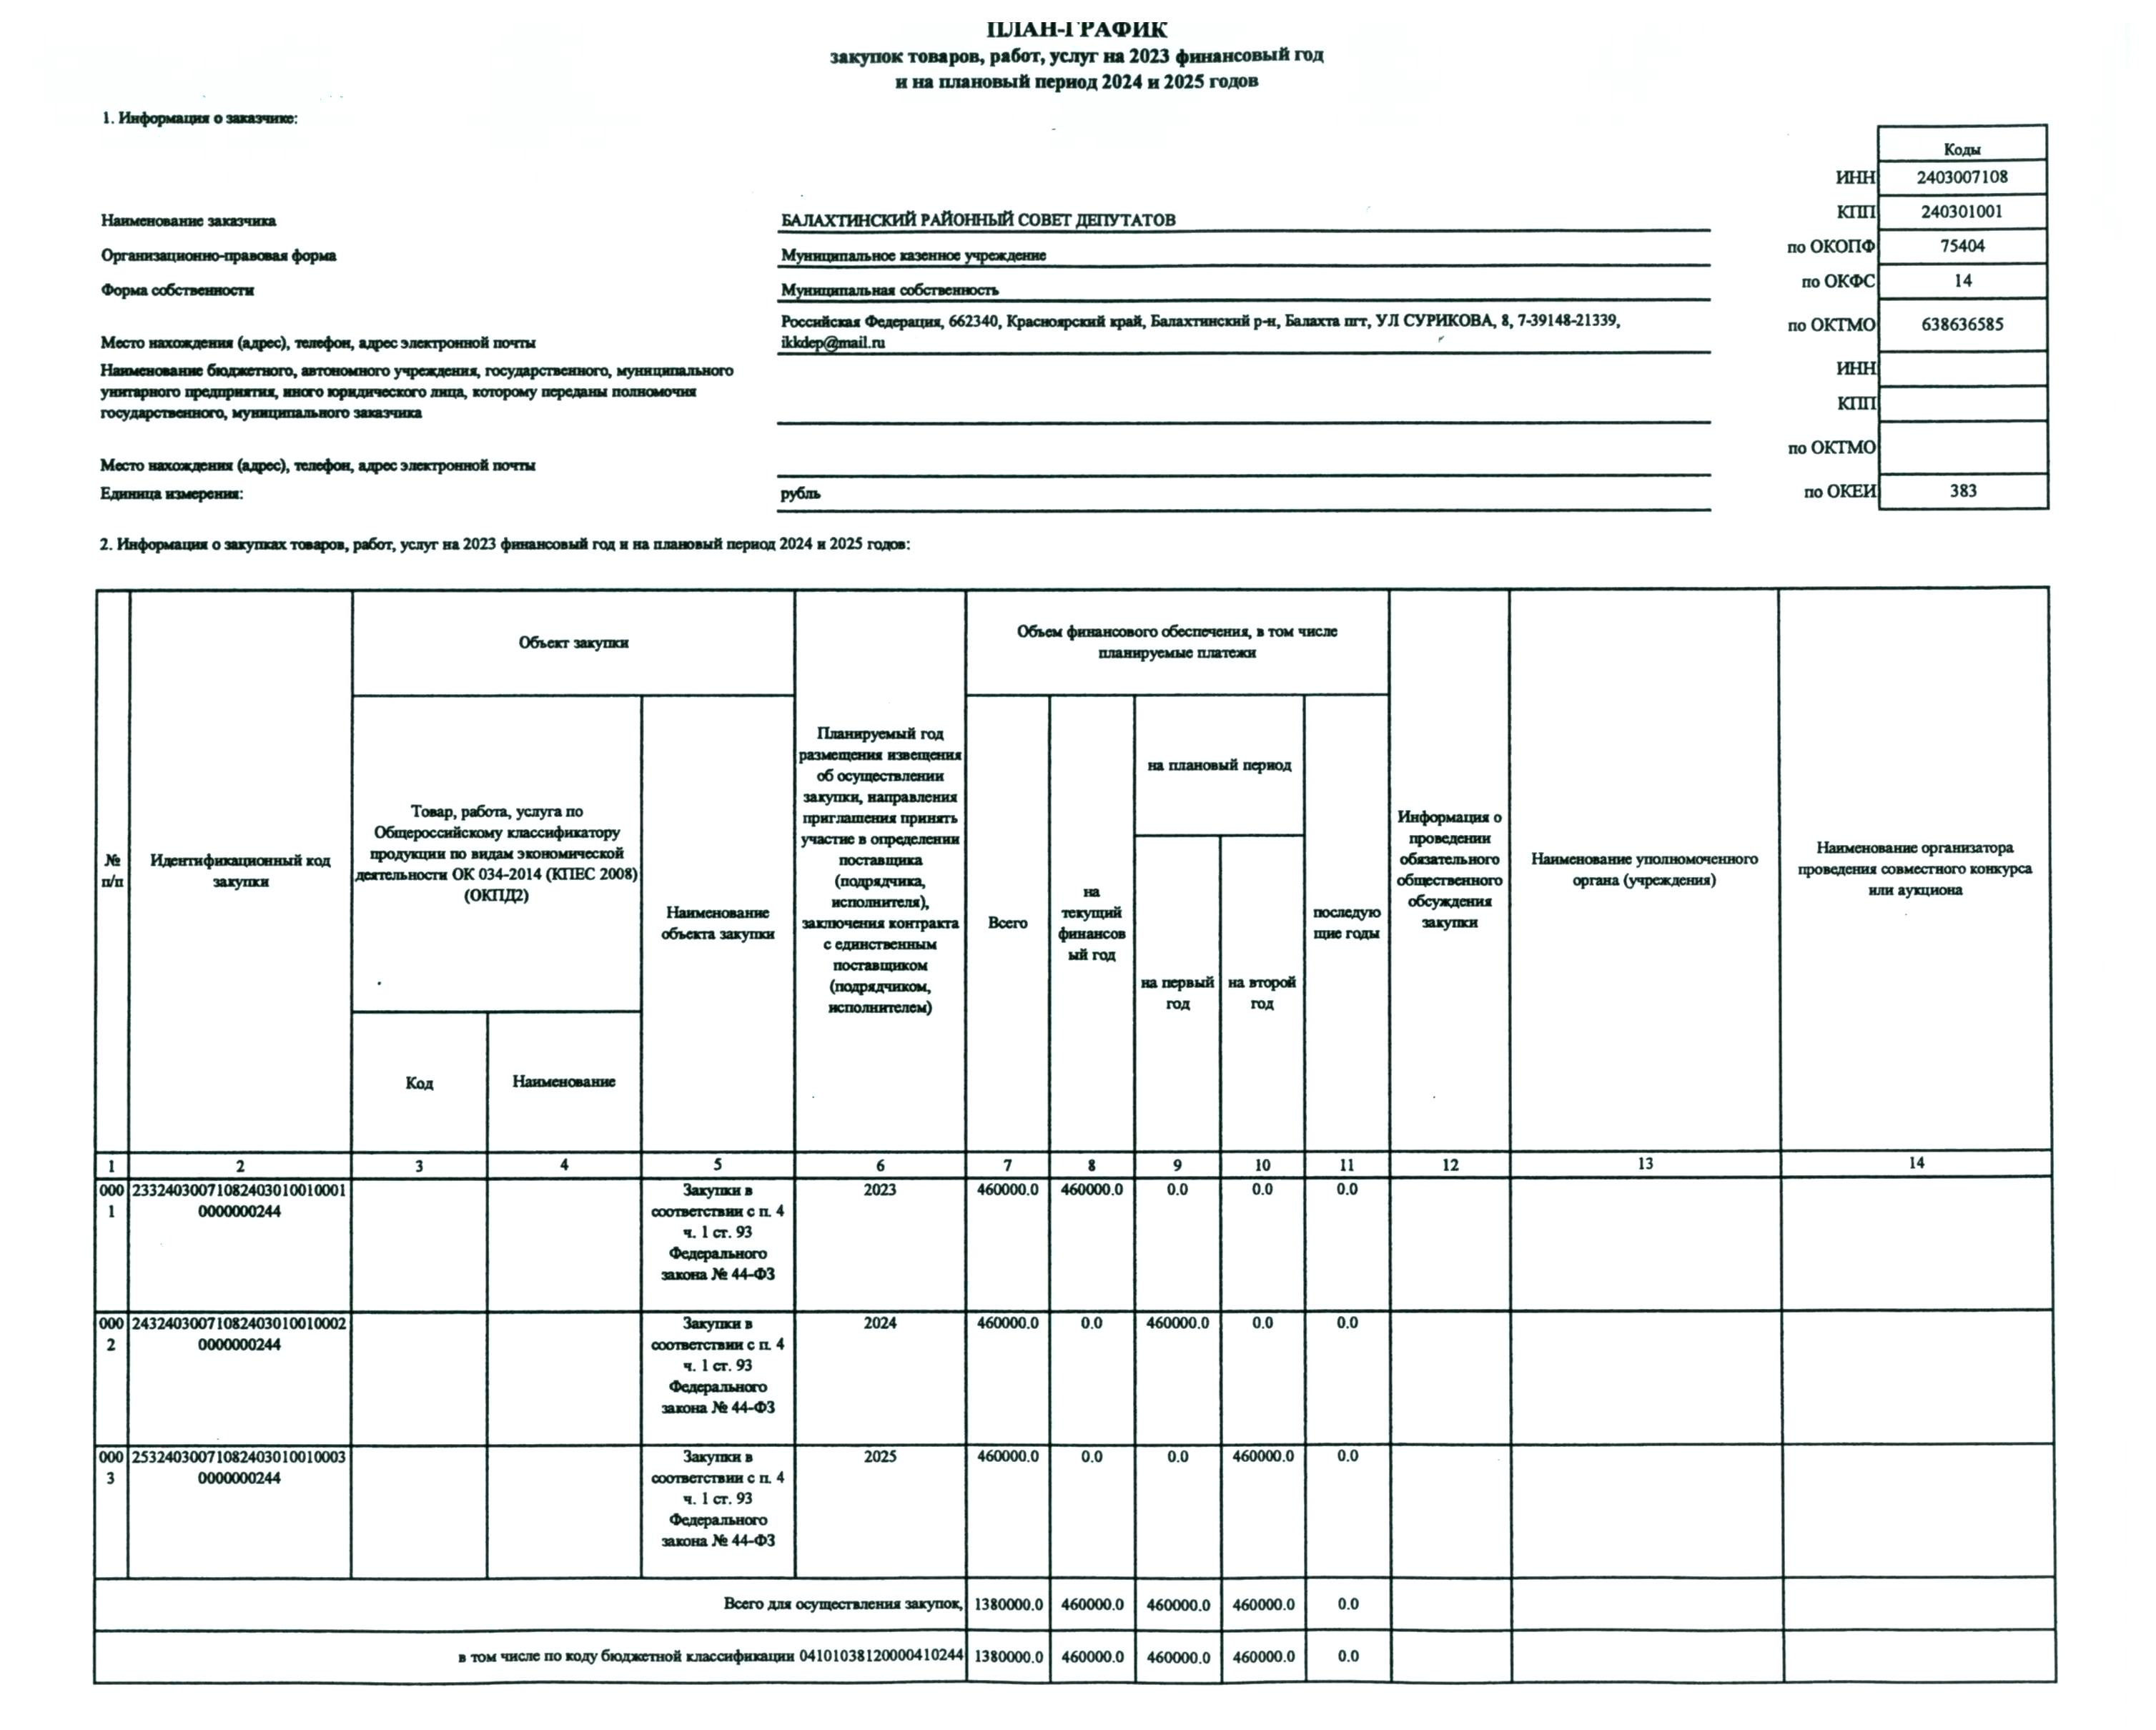 ПЛАН-ГРАФИК
закупок товаров, работ, услуг на 2023 финансовый год
и на плановый период 2024 и 2025 годов
1. Информация о заказчике:
Коды
ИНН 2403007108
Наименование заказчика БАЛАХТИНСКИЙ РАЙОННЫЙ СОВЕТ ДЕПУТАТОВ КПП 240301001
Организационно-правовая форма Муниципальное казенное учреждение по ОКОПФ 75404
Форма собственности Муниципальная собственность по ОКФС 14
Российская Федерация, 662340, Красноярский край, Балахтинский р-н, Балахта пгт, УЛ СУРИКОВА, 8, 7-39148-21339,
по ОКТМО 638636585
Место нахождения (адрес), телефон, адрес электронной почты ikkdep@mail.ru
Наименование бюджетного, автономного учреждения, государственного, муниципального ИНН
унитарного предприятия, иного юридического лица, которому переданы полномочия
государственного, муниципального заказчика КПП
по ОКТМО
Место нахождения (адрес), телефон, адрес электронной почты
Единица измерения: рубль по ОКЕИ 383
2. Информация о закупках товаров, работ, услуг на 2023 финансовый год и на плановый период 2024 и 2025 годов:
№
п/п
Идентификационный код
закупки
Объект закупки
Товар, работа, услуга по
Общероссийскому классификатору
продукции по видам экономической
деятельности ОК 034-2014 (КПЕС 2008)
(ОКПД2)
Код
Наименование
Наименование
объекта закупки
Планируемый год
размещения извещения
об осуществлении
закупки, направления
приглашения принять
участие в определении
поставщика
(подрядчика,
исполнителя),
заключения контракта
с единственным
поставщиком
(подрядчиком,
исполнителем)
Объем финансового обеспечения, в том числе
планируемые платежи
Всего
на
текущий
финансов
ый год
на плановый период
на первый
год
на второй
год
последую
щие годы
Информация о
проведении
обязательного
общественного
обсуждения
закупки
Наименование уполномоченного
органа (учреждения)
Наименование организатора
проведения совместного конкурса
или аукциона
1 2 3 4 5 6 7 8 9 10 11 12 13 14
000 23324030071082403010010001 Закупки в 2023 460000.0 460000.0 0.0 0.0 0.0
1 0000000244 соответствии с п. 4
ч. 1 ст. 93
Федерального
закона № 44-ФЗ
000 24324030071082403010010002 Закупки в 2024 460000.0 0.0 460000.0 0.0 0.0
2 0000000244 соответствии с п. 4
ч. 1 ст. 93
Федерального
закона № 44-ФЗ
000 25324030071082403010010003 Закупки в 2025 460000.0 0.0 0.0 460000.0 0.0
3 0000000244 соответствии с п. 4
ч. 1 ст. 93
Федерального
закона № 44-ФЗ
Всего для осуществления закупок, 1380000.0 460000.0 460000.0 460000.0 0.0
в том числе по коду бюджетной классификации 04101038120000410244 1380000.0 460000.0 460000.0 460000.0 0.0